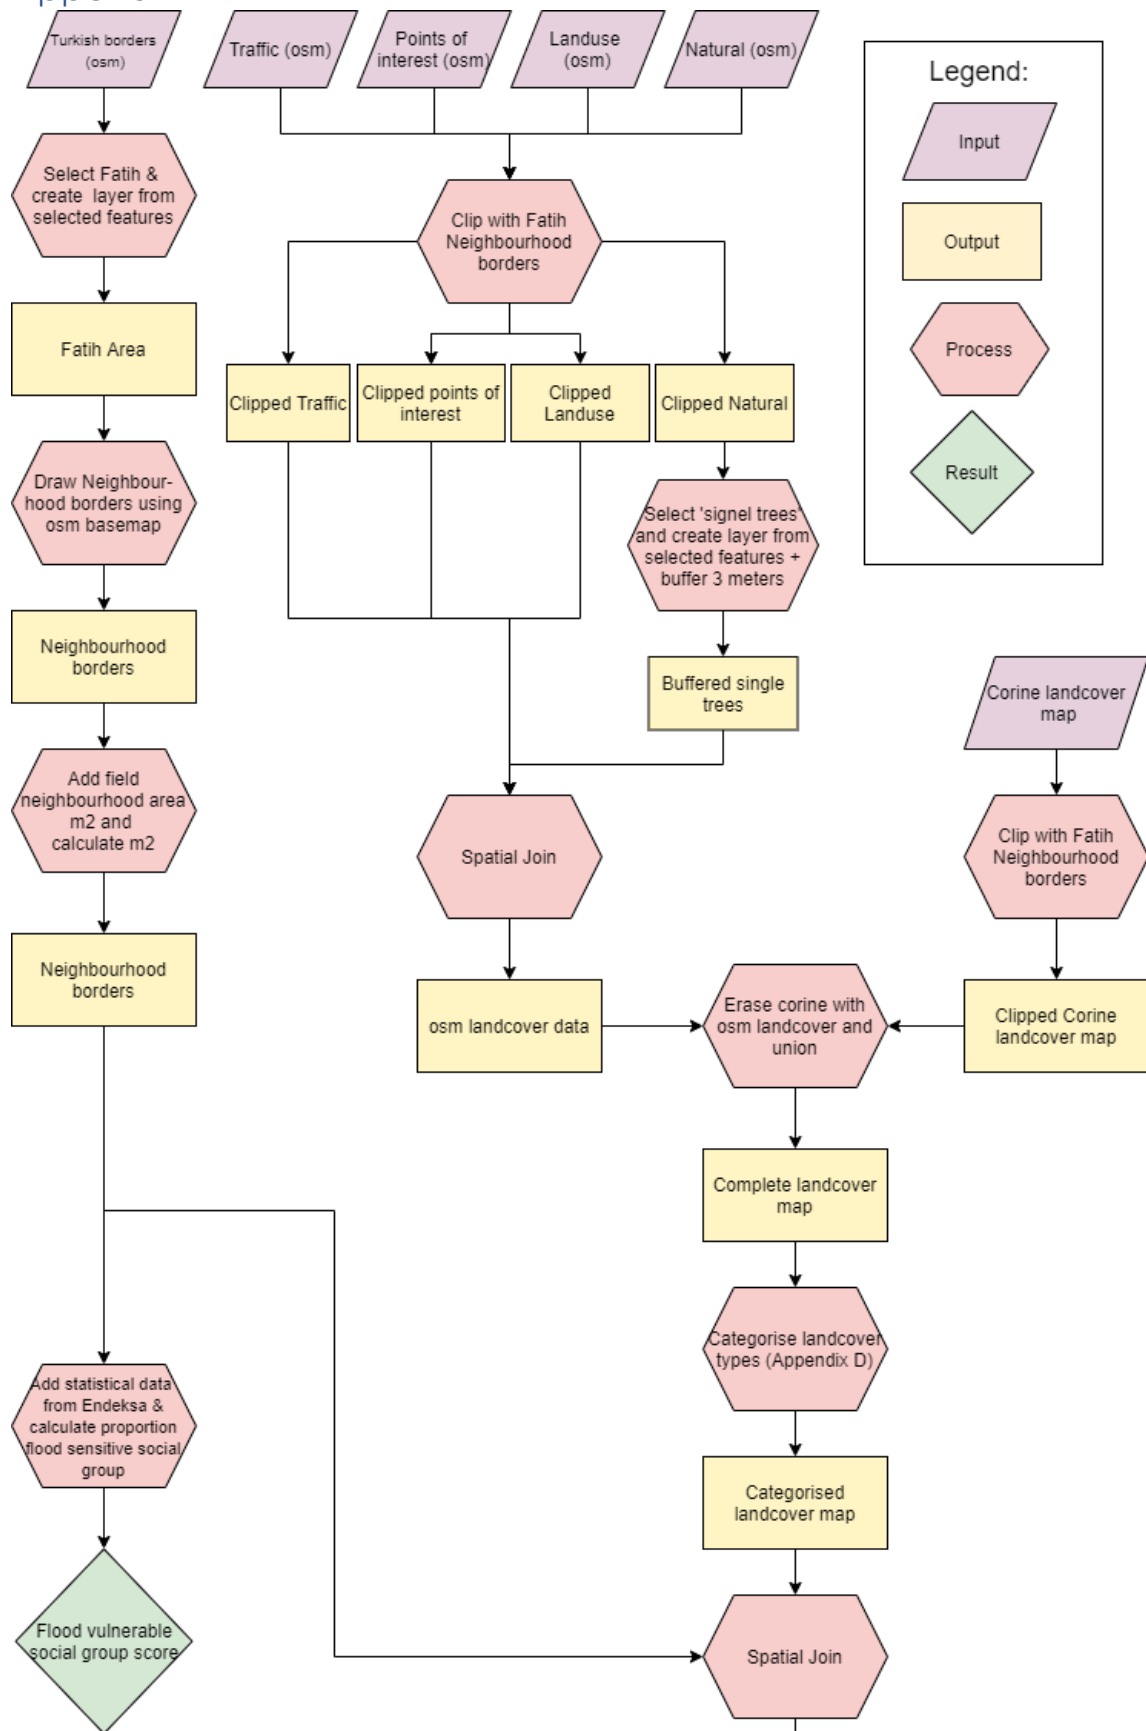 Turkish borders
(osm)
Traffic (osm)
Points of
interest (osm)
Landuse
(osm)
Natural (osm)
Legend:
Input
Output
Process
Result
Select Fatih &
create layer from
selected features
Clip with Fatih
Neighbourhood
borders
Fatih Area
Clipped Traffic
Clipped points of
interest
Clipped
Landuse
Clipped Natural
Draw Neighbour-
hood borders using
osm basemap
Select 'signel trees'
and create layer from
selected features +
buffer 3 meters
Neighbourhood
borders
Buffered single
trees
Corine landcover
map
Add field
neighbourhood area
m2 and
calculate m2
Spatial Join
Clip with Fatih
Neighbourhood
borders
Neighbourhood
borders
osm landcover data
Erase corine with
osm landcover and
union
Clipped Corine
landcover map
Complete landcover
map
Categorise landcover
types (Appendix D)
Add statistical data
from Endeksa &
calculate proportion
flood sensitive social
group
Categorised
landcover map
Flood vulnerable
social group score
Spatial Join